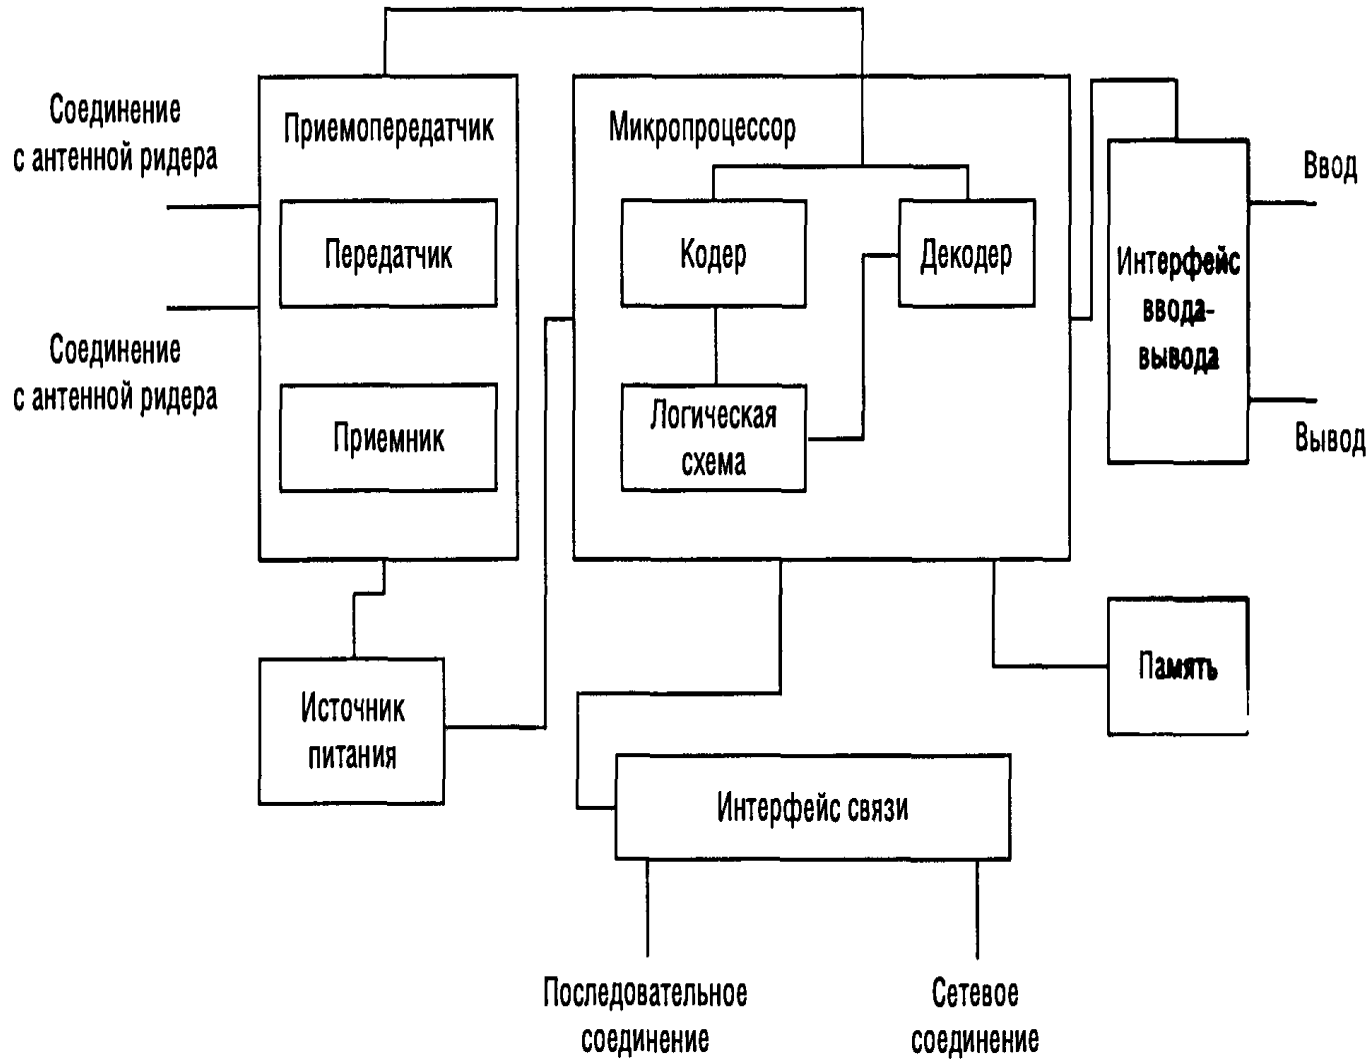 Соединение
с антенной ридера
Приемопередатчик
Микропроцессор
Ввод
Передатчик
Кодер
Декодер
Интерфейс
ввода-
вывода
Соединение
с антенной ридера
Приемник
Логическая
схема
Вывод
Источник
питания
Память
Интерфейс связи
Последовательное
соединение
Сетевое
соединение